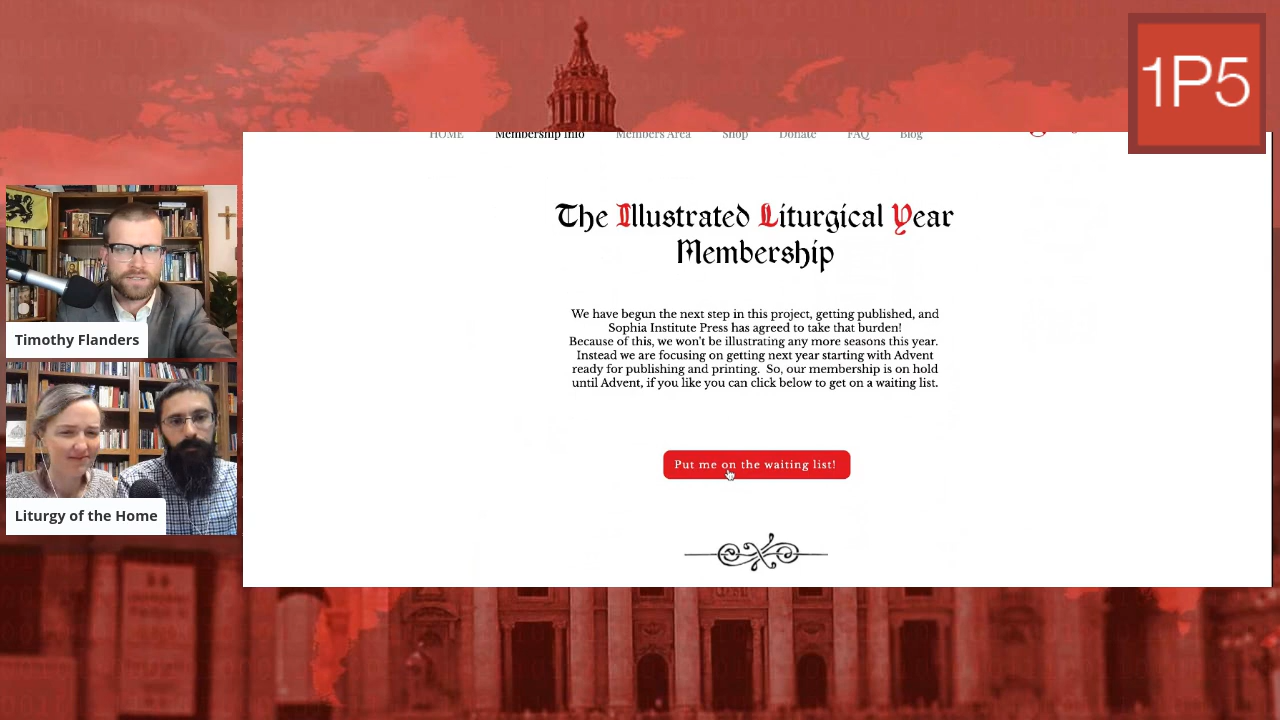 1P5
HOME Membership Info Members Area Shop Donate FAQ Blog
The Illustrated Liturgical Year
Membership
We have begun the next step in this project, getting published, and
Sophia Institute Press has agreed to take that burden!
Because of this, we won't be illustrating any more seasons this year.
Instead we are focusing on getting next year starting with Advent
ready for publishing and printing. So, our membership is on hold
until Advent, if you like you can click below to get on a waiting list.
Put me on the waiting list!
Timothy Flanders
Liturgy of the Home